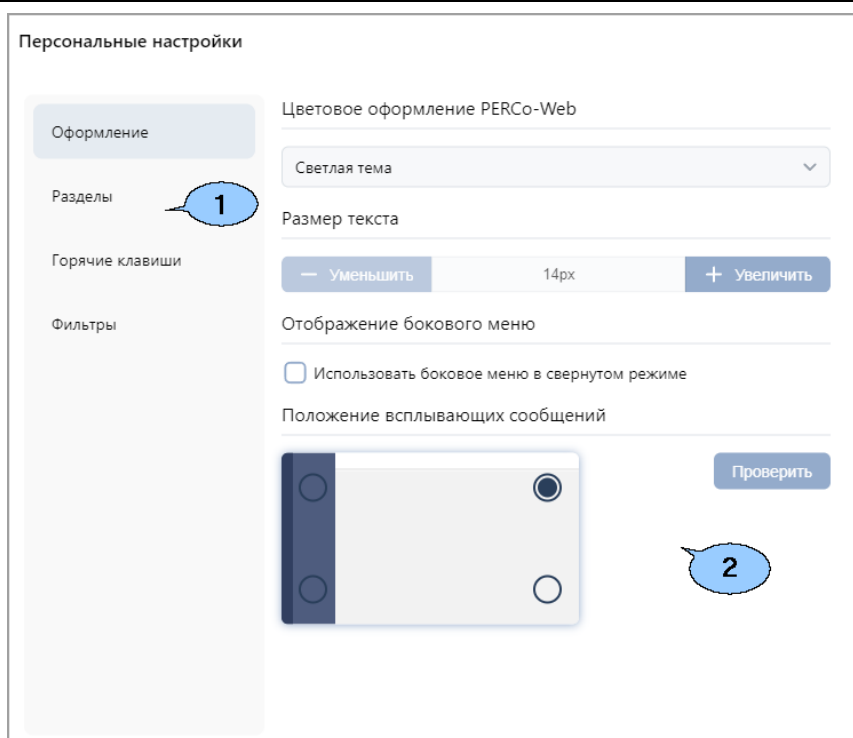 Персональные настройки
Оформление
Разделы
1
Горячие клавиши
Фильтры
Цветовое оформление PERCo-Web
Светлая тема
Размер текста
Уменьшить 14px + Увеличить
Отображение бокового меню
Использовать боковое меню в свернутом режиме
Положение всплывающих сообщений
Проверить
2